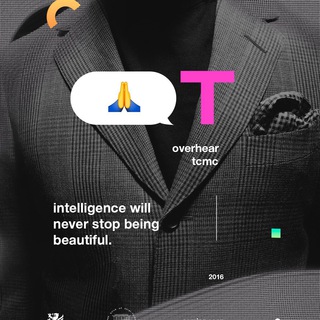 T
overhear
tcmc
intelligence will
never stop being
beautiful.
2016